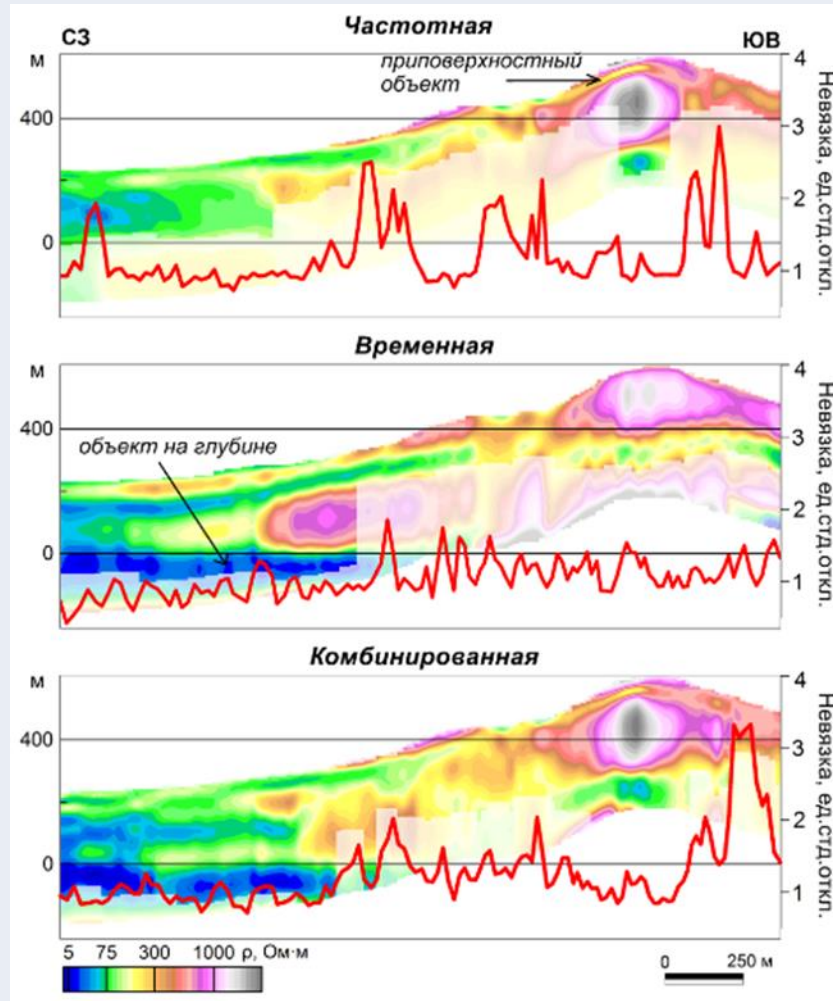 Частотная
СЗ
ЮВ
м
приповерхностный
объект
400
0
4
3
2
1
Невязка, ед.стд.откл.
Временная
м
объект на глубине
400
0
4
3
2
1
Невязка, ед.стд.откл.
Комбинированная
м
400
0
4
3
2
1
Невязка, ед.стд.откл.
5 75 300 1000 ρ, Ом·м
0 250 м